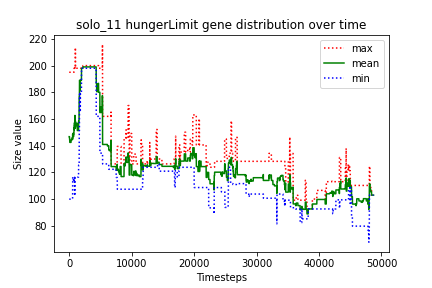 solo_11 hungerLimit gene distribution over time
220
200
180
160
140
120
100
80
Size value
max
mean
min
0 10000 20000 30000 40000 50000
Timesteps